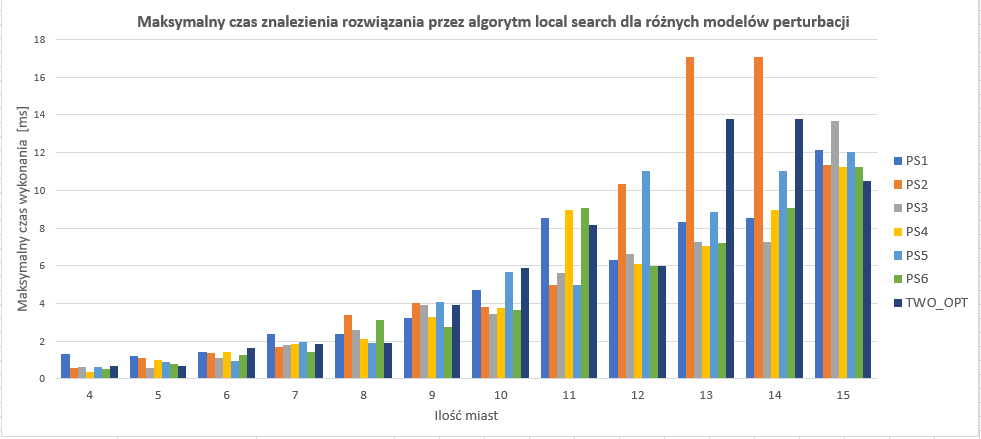 Maksymalny czas znalezienia rozwiązania przez algorytm local search dla różnych modelów perturbacji
Maksymalny czas wykonania [ms]
18
16
14
12
10
8
6
4
2
0
4 5 6 7 8 9 10 11 12 13 14 15
Ilość miast
PS1
PS2
PS3
PS4
PS5
PS6
TWO_OPT